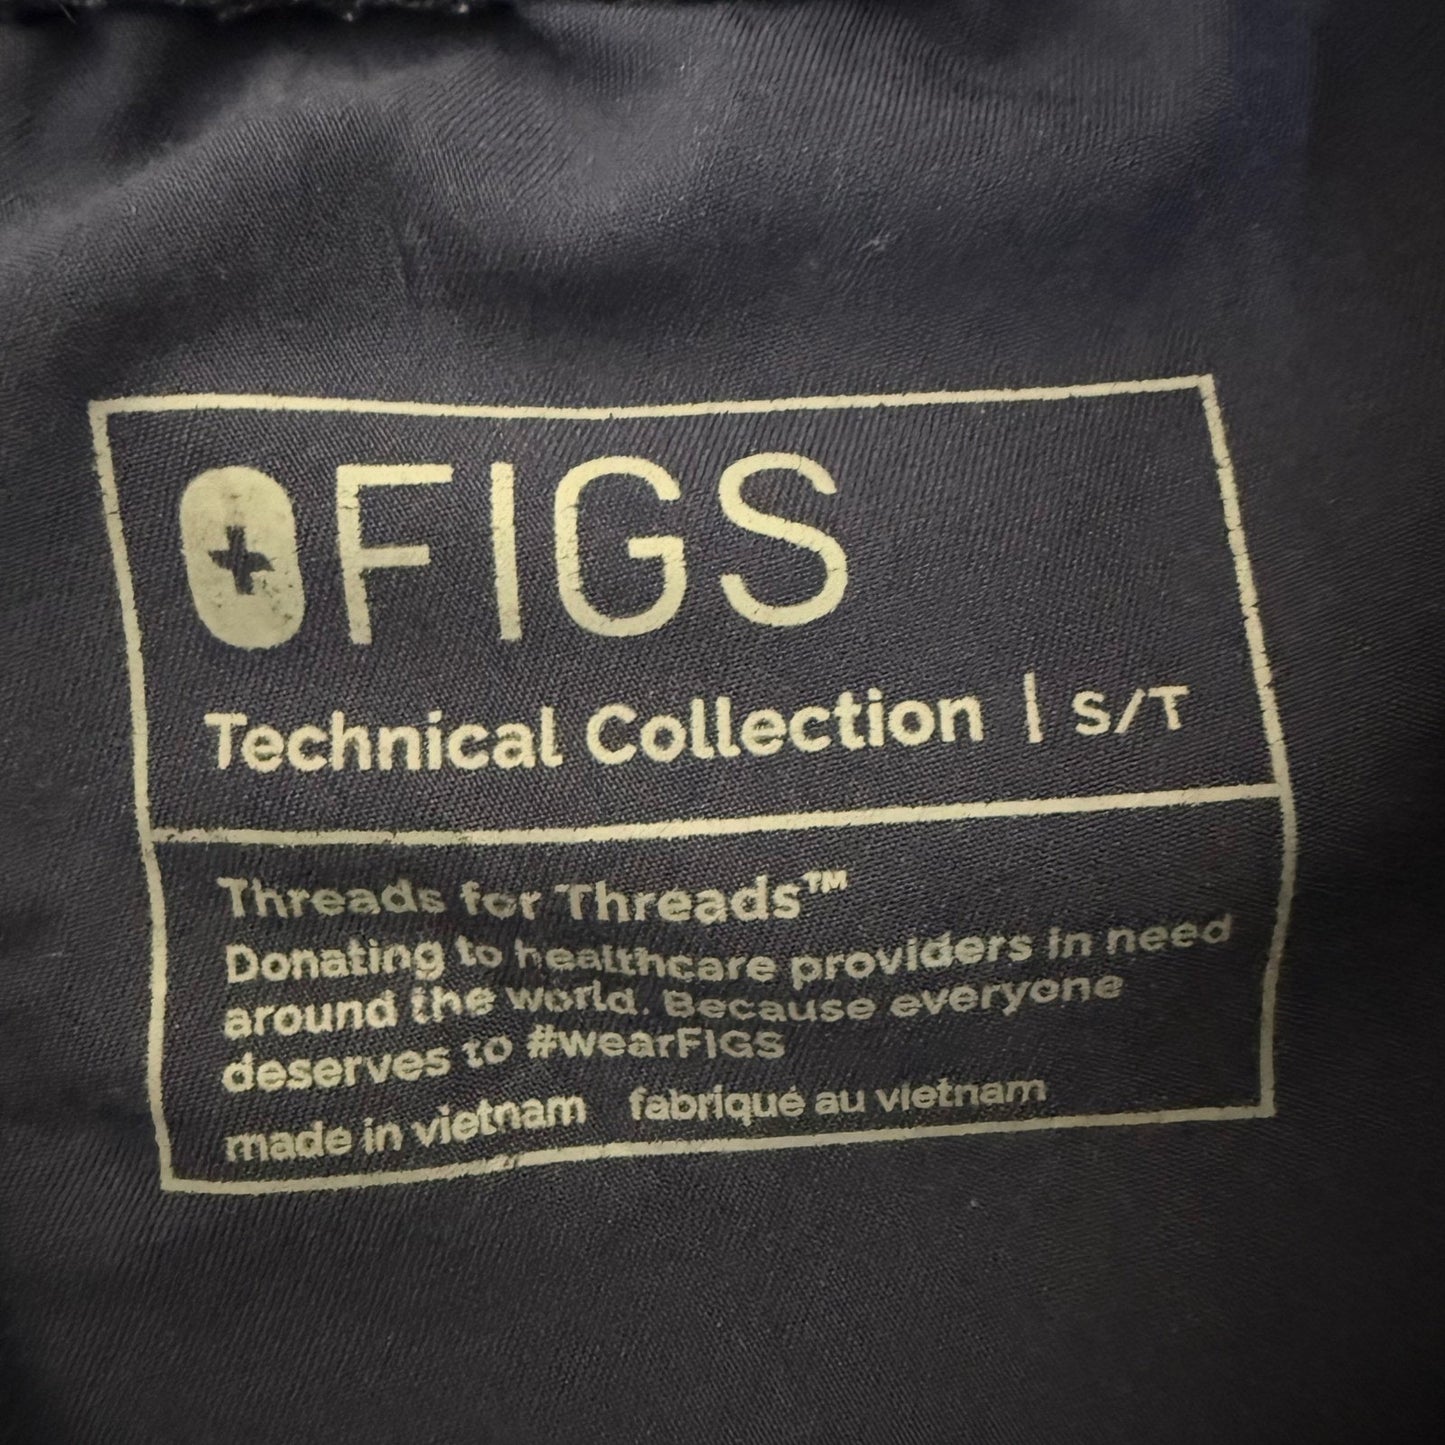 FIGS
Technical Collection | S/T
Threads for Threads™
Donating to healthcare providers in need
around the world. Because everyone
deserves to #wearFIGS
made in vietnam fabriqué au vietnam